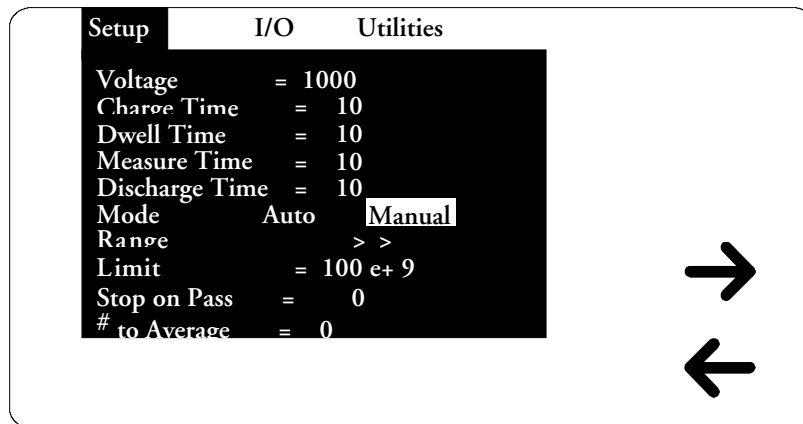 Setup I/O Utilities
Voltage = 1000
Charge Time = 10
Dwell Time = 10
Measure Time = 10
Discharge Time = 10
Mode Auto Manual
Range > >
Limit = 100 e+ 9
Stop on Pass = 0
# to Average = 0